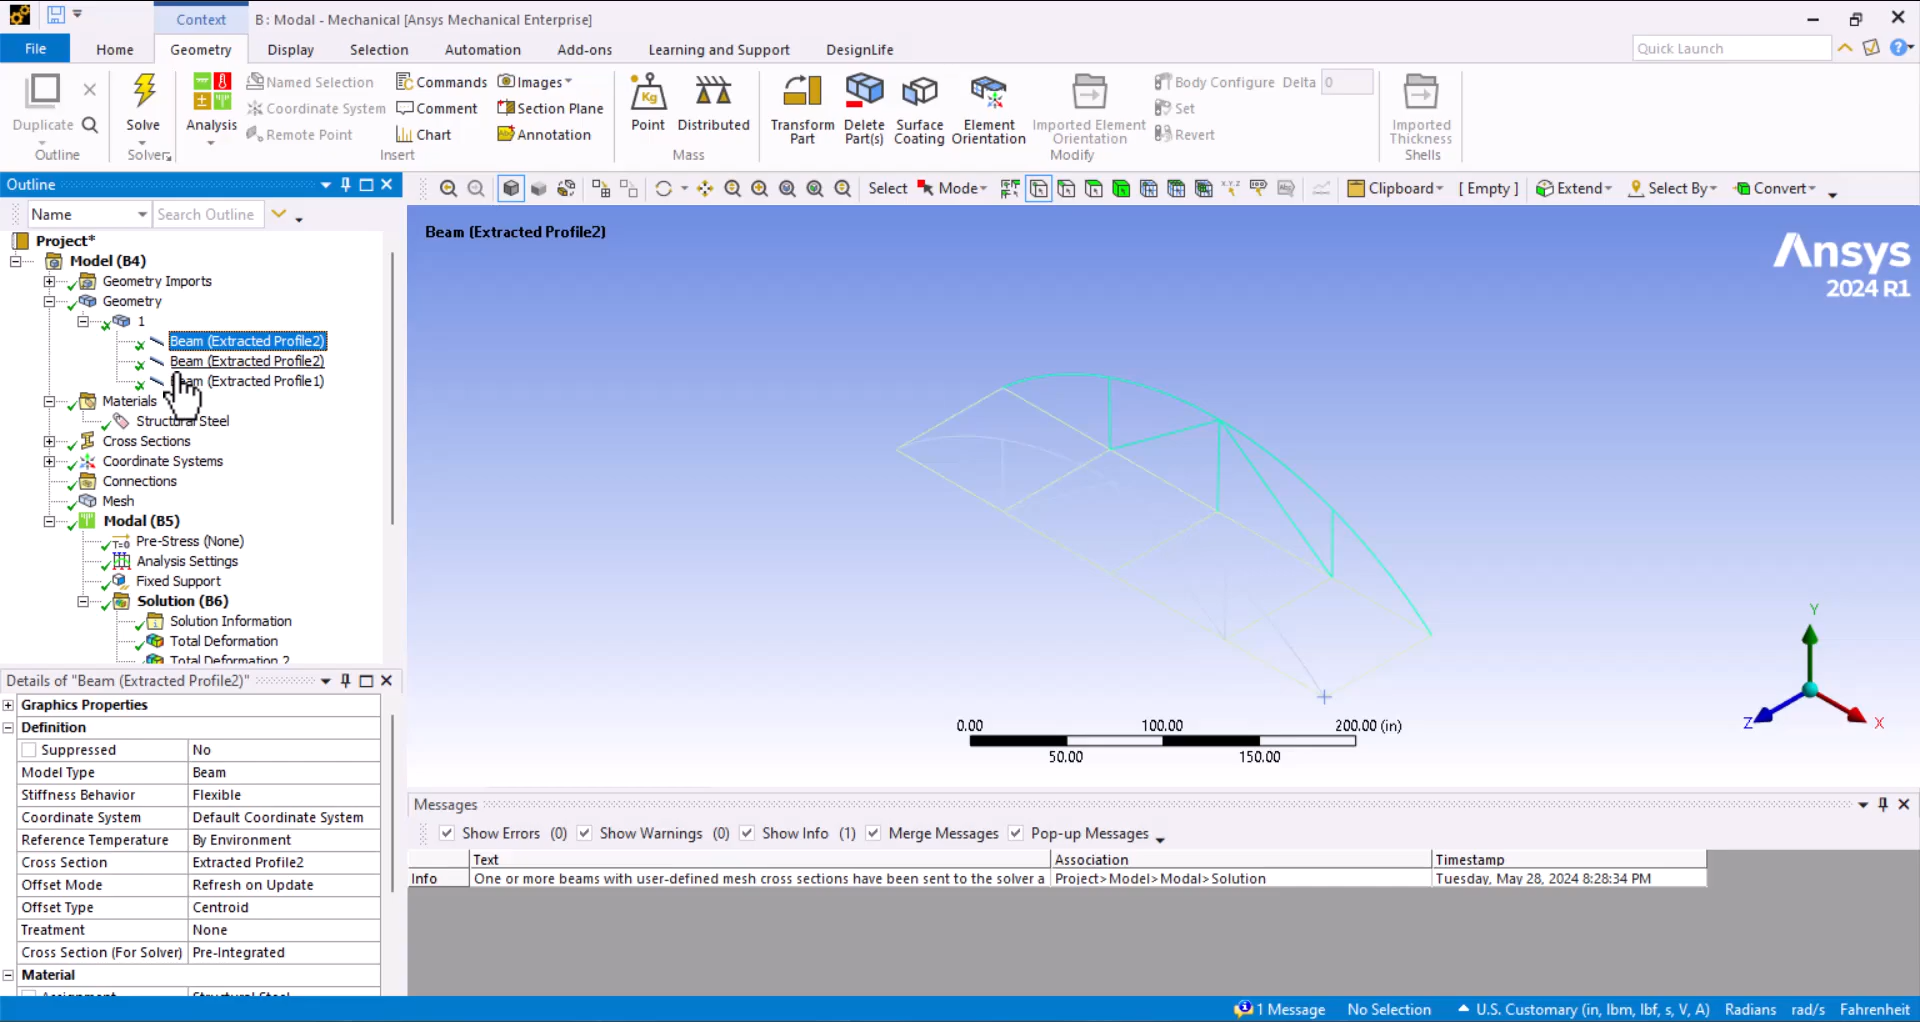 Context
B : Modal - Mechanical [Ansys Mechanical Enterprise]
File
Home
Geometry
Display
Selection
Automation
Add-ons
Learning and Support
DesignLife
Quick Launch
Duplicate
Outline
Solve
Solver
Analysis
Named Selection
Coordinate System
Remote Point
Commands
Comment
Chart
Images
Section Plane
Annotation
Insert
Kg
Point
Distributed
Mass
Transform Part
Delete Part(s)
Surface Coating
Element Orientation
Imported Element Orientation
Modify
Body Configure Delta 0
Set
Revert
Imported Thickness
Shells
Outline
Name
Search Outline
Select
Mode
Clipboard
[ Empty ]
Extend
Select By
Convert
Project*
Model (B4)
Geometry Imports
Geometry
1
Beam (Extracted Profile2)
Beam (Extracted Profile2)
(Extracted Profile1)
Materials
Structural Steel
Cross Sections
Coordinate Systems
Connections
Mesh
Modal (B5)
T=0 Pre-Stress (None)
Analysis Settings
Fixed Support
Solution (B6)
Solution Information
Total Deformation
Total Deformation 2
Beam (Extracted Profile2)
Ansys
2024 R1
0.00 100.00 200.00 (in)
50.00 150.00
Y
Z
X
Details of "Beam (Extracted Profile2)"
Graphics Properties
Definition
Suppressed No
Model Type Beam
Stiffness Behavior Flexible
Coordinate System Default Coordinate System
Reference Temperature By Environment
Cross Section Extracted Profile2
Offset Mode Refresh on Update
Offset Type Centroid
Treatment None
Cross Section (For Solver) Pre-Integrated
Material
Assignment Structural Steel
Messages
Show Errors (0) Show Warnings (0) Show Info (1) Merge Messages Pop-up Messages
Text Association Timestamp
Info One or more beams with user-defined mesh cross sections have been sent to the solver a Project>Model>Modal>Solution Tuesday, May 28, 2024 8:28:34 PM
1 Message No Selection U.S. Customary (in, lbm, lbf, s, V, A) Radians rad/s Fahrenheit